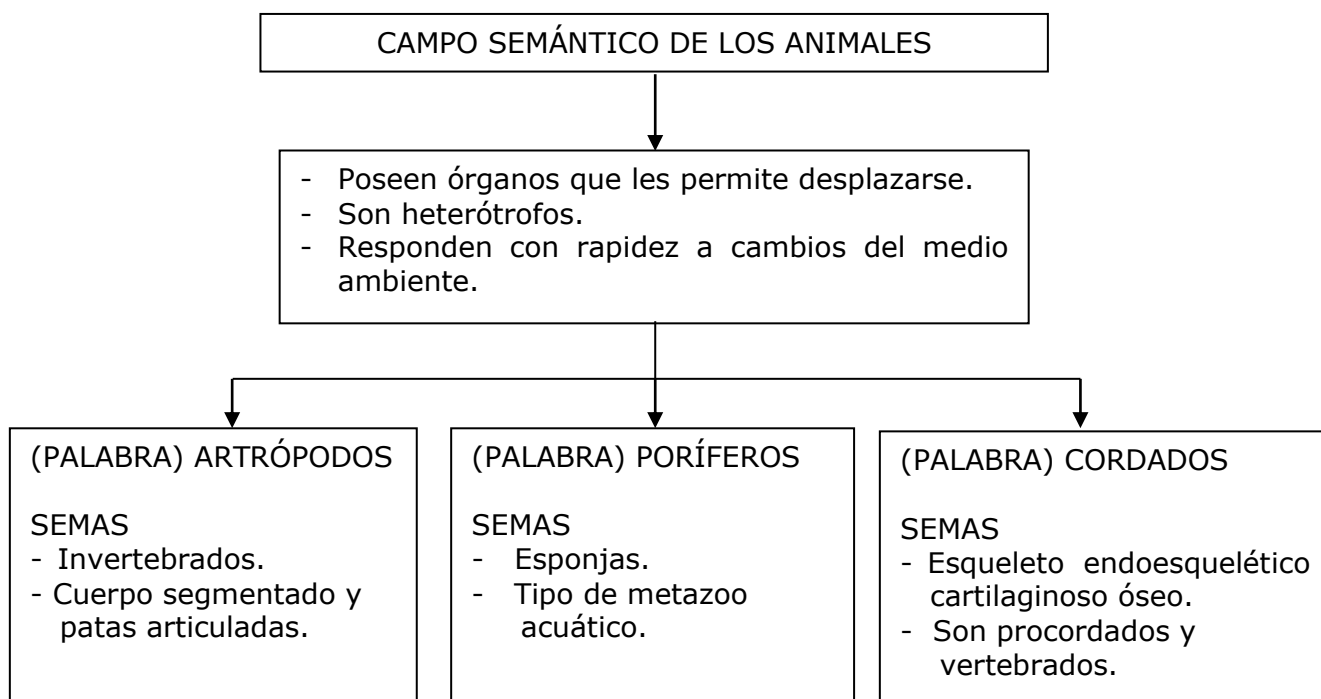 CAMPO SEMÁNTICO DE LOS ANIMALES
- Poseen órganos que les permite desplazarse.
- Son heterótrofos.
- Responden con rapidez a cambios del medio
ambiente.
(PALABRA) ARTRÓPODOS
SEMAS
- Invertebrados.
- Cuerpo segmentado y
patas articuladas.
(PALABRA) PORÍFEROS
SEMAS
- Esponjas.
- Tipo de metazoo
acuático.
(PALABRA) CORDADOS
SEMAS
- Esqueleto endoesquelético
cartilaginoso óseo.
- Son procordados y
vertebrados.